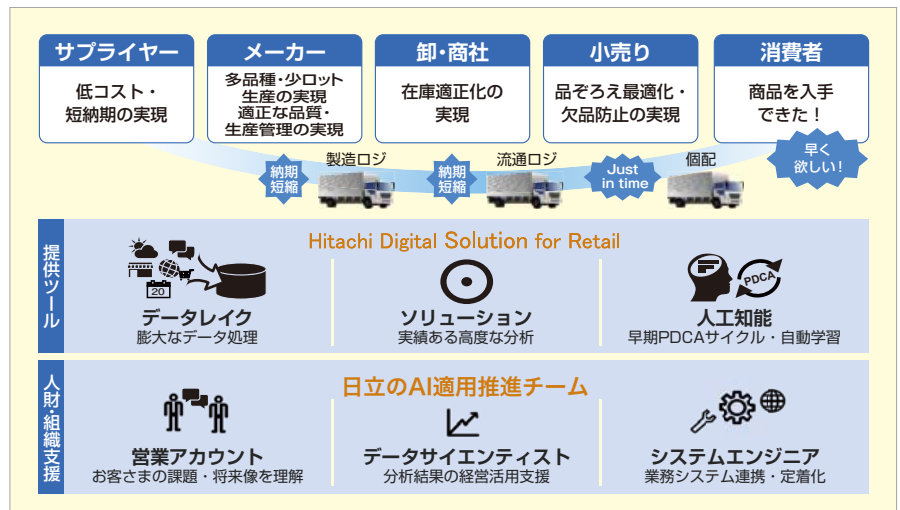 サプライヤー
低コスト・
短納期の実現
メーカー
多品種・少ロット
生産の実現
適正な品質・
生産管理の実現
卸・商社
在庫適正化の
実現
小売り
品ぞろえ最適化・
欠品防止の実現
消費者
商品を入手
できた！
納期
短縮
製造ロジ
納期
短縮
流通ロジ
Just
in time
個配
早く
欲しい！
提供ツール
Hitachi Digital Solution for Retail
20
データレイク
膨大なデータ処理
ソリューション
実績ある高度な分析
PDCA
人工知能
早期PDCAサイクル・自動学習
人財・組織支援
日立のAI適用推進チーム
営業アカウント
お客さまの課題・将来像を理解
データサイエンティスト
分析結果の経営活用支援
システムエンジニア
業務システム連携・定着化